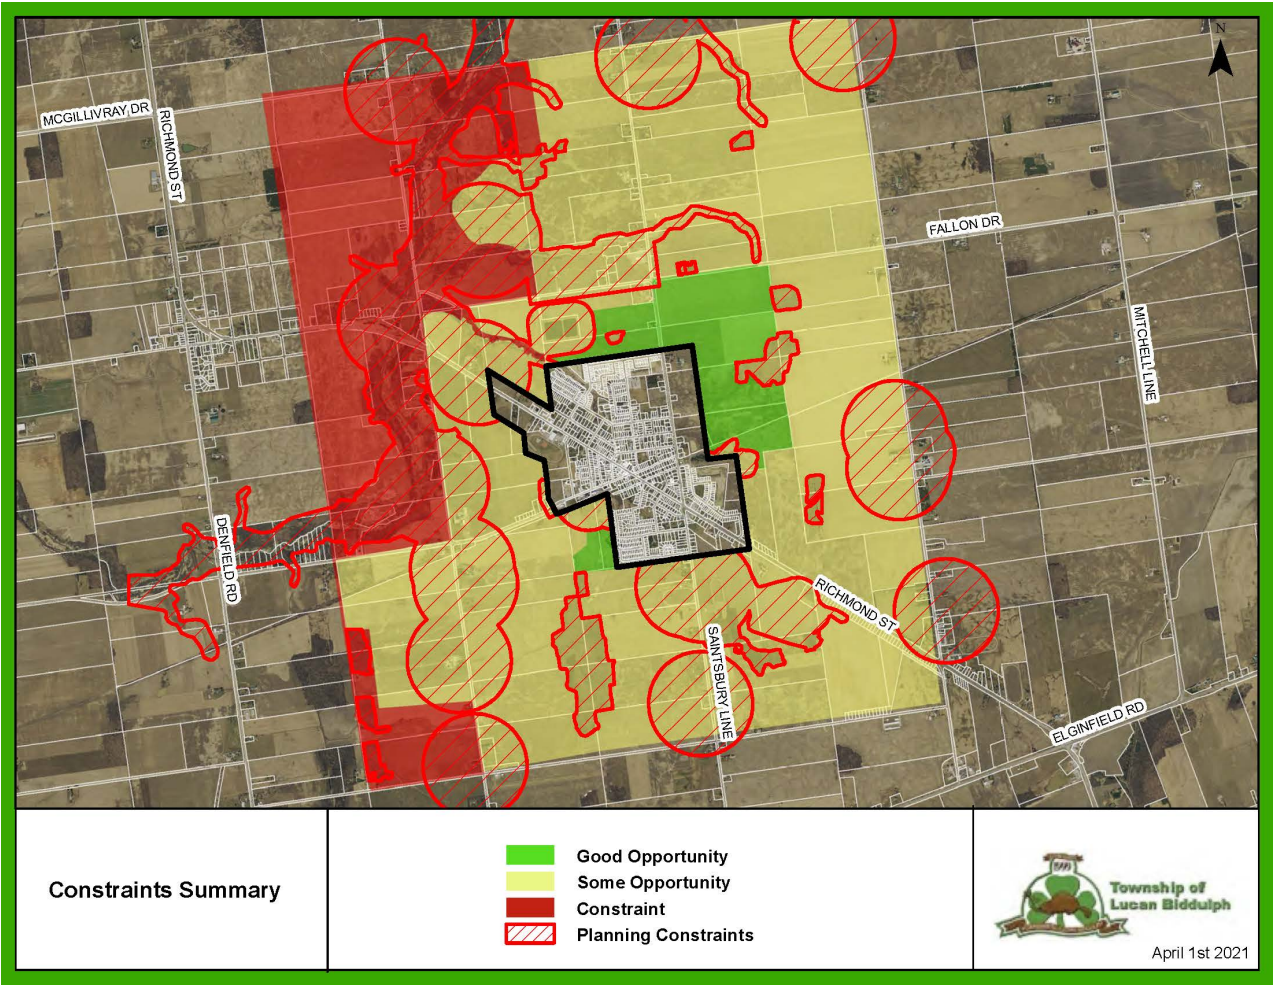 N
MCGILLIVRAY DR
RICHMOND ST
FALLON DR
MITCHELL LINE
DENFIELD RD
RICHMOND ST
SAINTSBURY LINE
ELGINFIELD RD
Constraints Summary
Good Opportunity
Some Opportunity
Constraint
Planning Constraints
Township of
Lucan Biddulph
April 1st 2021